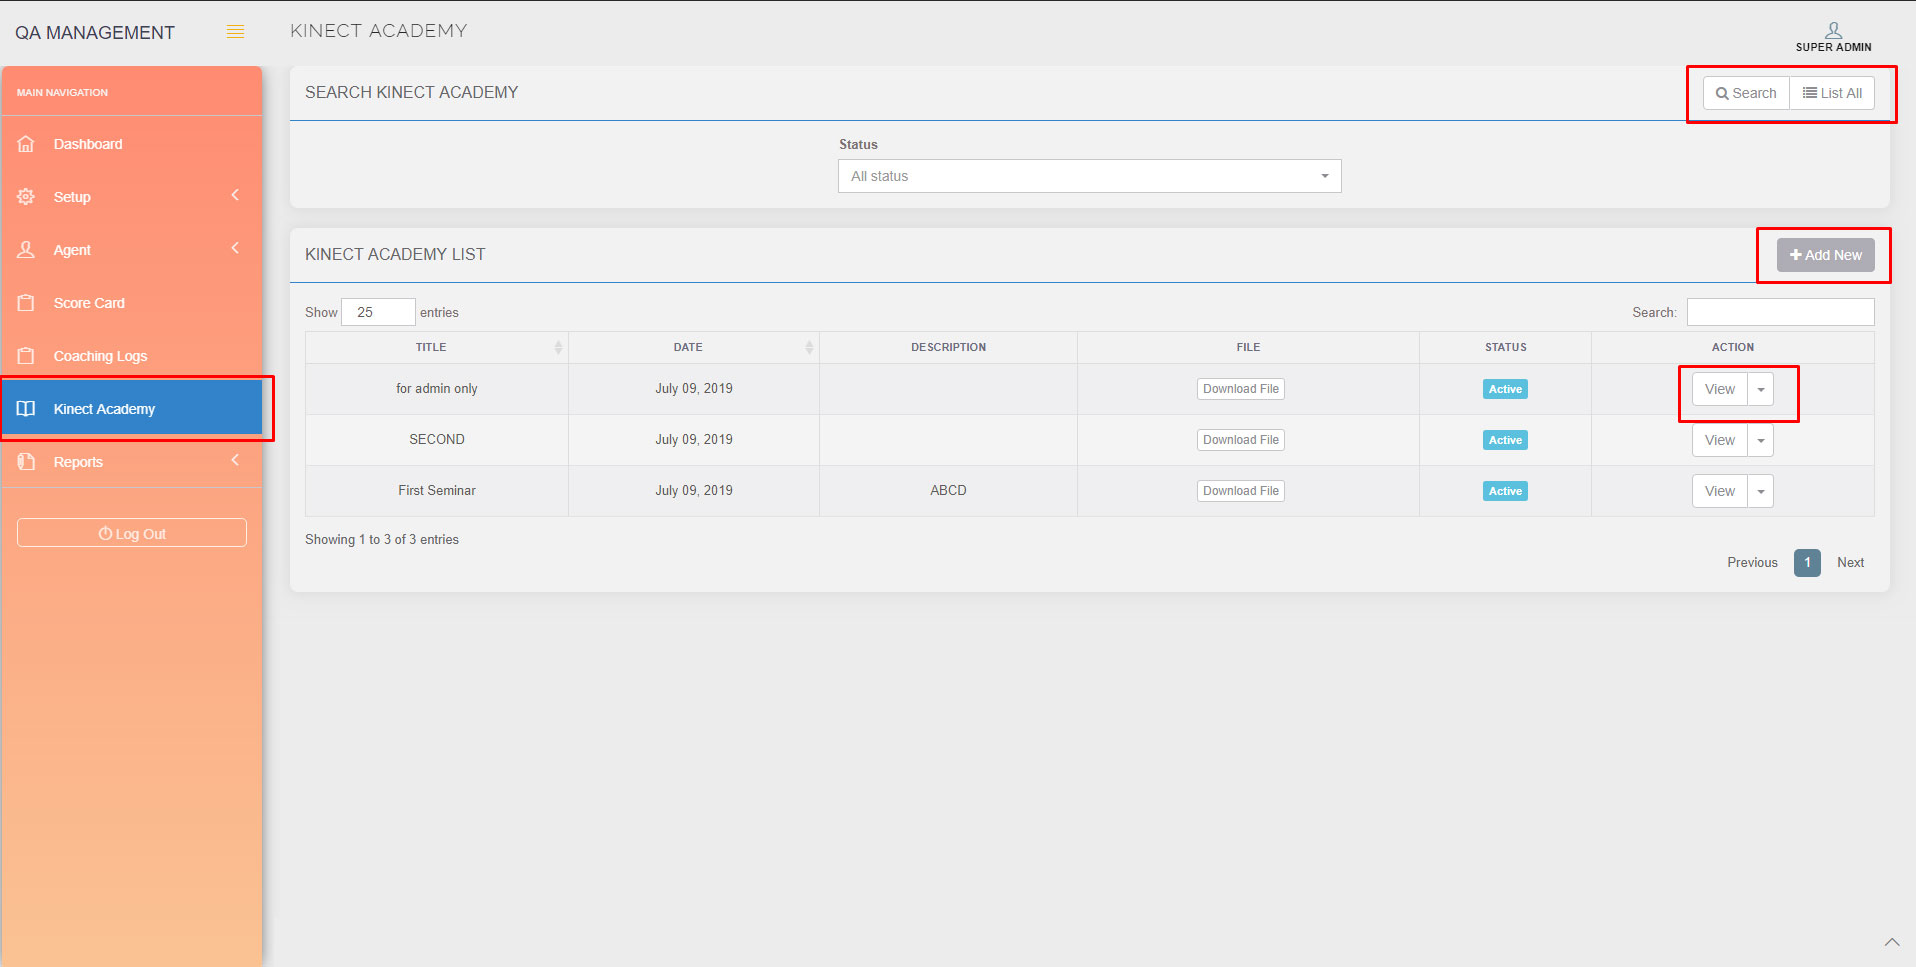 QA MANAGEMENT
KINECT ACADEMY
SUPER ADMIN
MAIN NAVIGATION
Dashboard
Setup
Agent
Score Card
Coaching Logs
Kinect Academy
Reports
Log Out
SEARCH KINECT ACADEMY
Search List All
Status
All status
KINECT ACADEMY LIST
Add New
Show 25 entries
Search:
TITLE DATE DESCRIPTION FILE STATUS ACTION
for admin only July 09, 2019 Download File Active View
SECOND July 09, 2019 Download File Active View
First Seminar July 09, 2019 ABCD Download File Active View
Showing 1 to 3 of 3 entries
Previous 1 Next